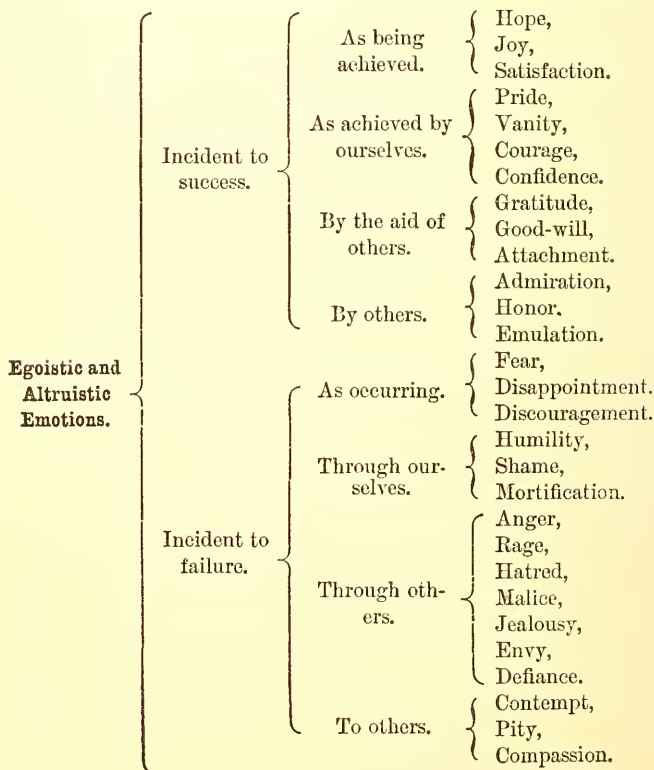 Hope,
As being
Joy,
achieved.
Satisfaction.
Pride,
As achieved by
Vanity,
ourselves.
Courage,
Incident to
success.
Confidence.
Gratitude,
By the aid of
Good-will,
others.
Attachment.
Admiration,
By others.
Honor.
Emulation.
Egoistic and
Altruistic
Emotions.
Fear,
As occurring.
Disappointment.
Discouragement.
Humility,
Through our-
Shame,
selves.
Mortification.
Incident to
failure.
Anger,
Rage,
Hatred,
Through oth-
Malice,
ers.
Jealousy,
Envy,
Defiance.
Contempt,
To others.
Pity,
Compassion.